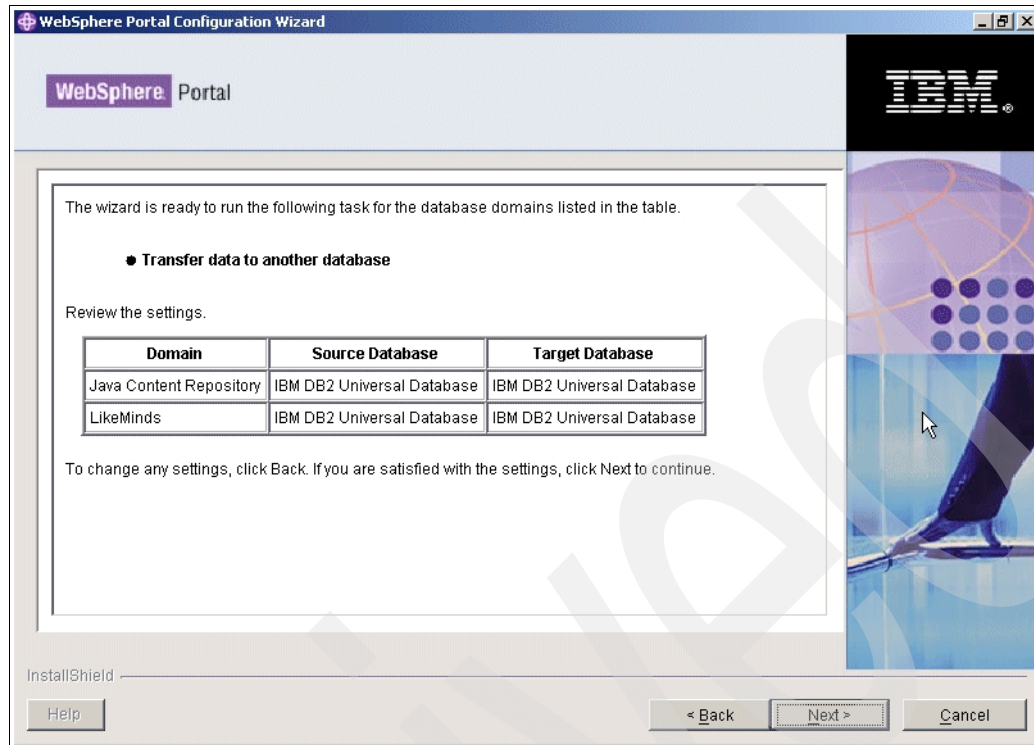 WebSphere Portal Configuration Wizard
WebSphere. Portal
IBM®
The wizard is ready to run the following task for the database domains listed in the table.
Transfer data to another database
Review the settings.
Domain Source Database Target Database
Java Content Repository IBM DB2 Universal Database IBM DB2 Universal Database
LikeMinds IBM DB2 Universal Database IBM DB2 Universal Database
To change any settings, click Back. If you are satisfied with the settings, click Next to continue.
InstallShield
Help < Back Next > Cancel